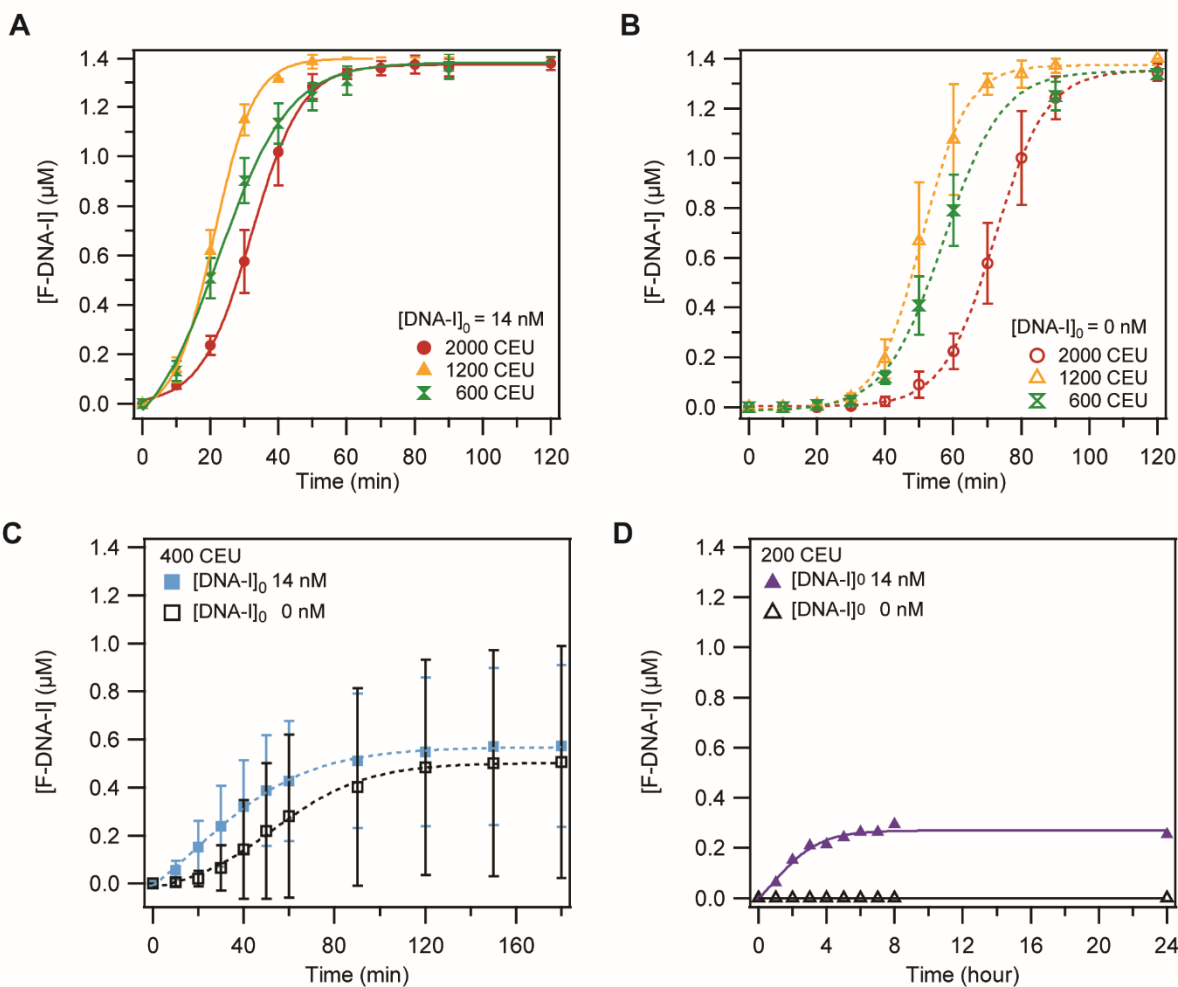 A
1.4
1.2
1.0
0.8
0.6
0.4
0.2
0.0
[F-DNA-I] (μM)
[DNA-I]₀ = 14 nM
2000 CEU
1200 CEU
600 CEU
0 20 40 60 80 100 120
Time (min)
B
1.4
1.2
1.0
0.8
0.6
0.4
0.2
0.0
[F-DNA-I] (μM)
[DNA-I]₀ = 0 nM
2000 CEU
1200 CEU
600 CEU
0 20 40 60 80 100 120
Time (min)
C
1.4
1.2
1.0
0.8
0.6
0.4
0.2
0.0
[F-DNA-I] (μM)
400 CEU
[DNA-I]₀ 14 nM
[DNA-I]₀ 0 nM
0 40 80 120 160
Time (min)
D
1.4
1.2
1.0
0.8
0.6
0.4
0.2
0.0
[F-DNA-I] (μM)
200 CEU
[DNA-I]₀ 14 nM
[DNA-I]₀ 0 nM
0 4 8 12 16 20 24
Time (hour)